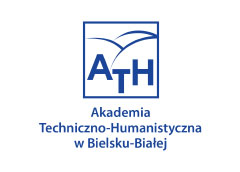 ATH
Akademia
Techniczno-Humanistyczna
w Bielsku-Białej